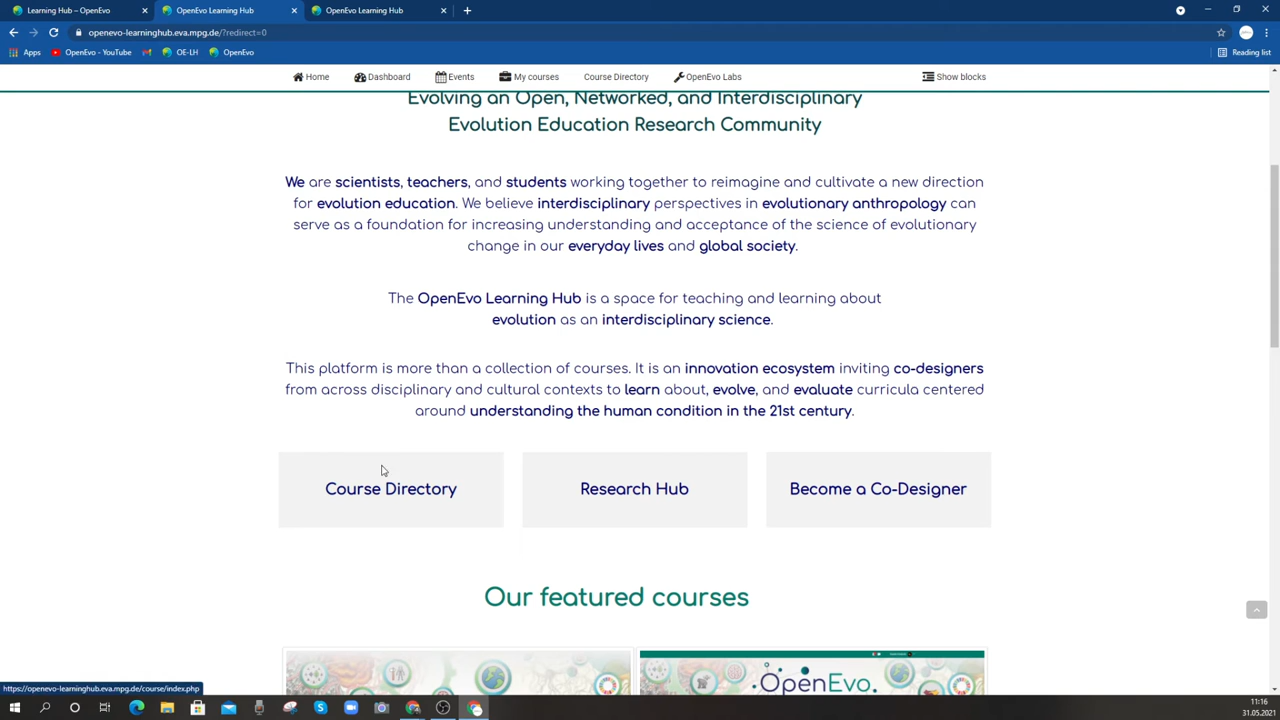 Learning Hub – OpenEvo
OpenEvo Learning Hub
OpenEvo Learning Hub
openevo-learninghub.eva.mpg.de/?redirect=0
Apps
OpenEvo - YouTube
OE-LH
OpenEvo
Reading list
Home
Dashboard
Events
My courses
Course Directory
OpenEvo Labs
Show blocks
Evolving an Open, Networked, and Interdisciplinary
Evolution Education Research Community
We are scientists, teachers, and students working together to reimagine and cultivate a new direction
for evolution education. We believe interdisciplinary perspectives in evolutionary anthropology can
serve as a foundation for increasing understanding and acceptance of the science of evolutionary
change in our everyday lives and global society.
The OpenEvo Learning Hub is a space for teaching and learning about
evolution as an interdisciplinary science.
This platform is more than a collection of courses. It is an innovation ecosystem inviting co-designers
from across disciplinary and cultural contexts to learn about, evolve, and evaluate curricula centered
around understanding the human condition in the 21st century.
Course Directory
Research Hub
Become a Co-Designer
Our featured courses
OpenEvo
https://openevo-learninghub.eva.mpg.de/course/index.php
11:16
31.05.2021